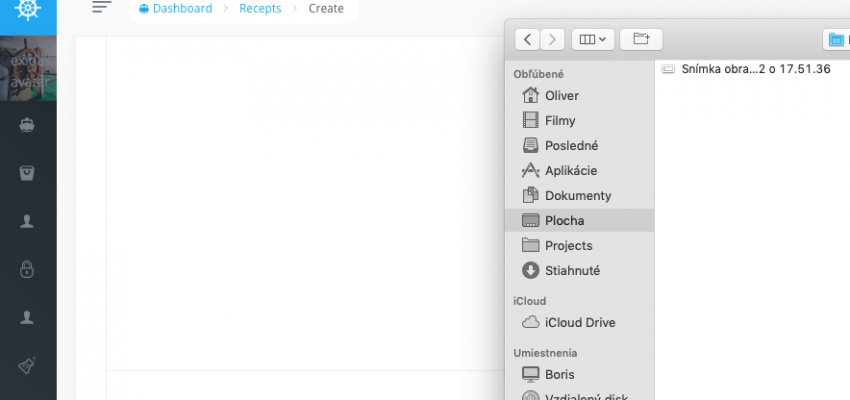 Dashboard > Recepts > Create
exidas
avatar
Obľúbené
Snímka obra...2 o 17.51.36
Oliver
Filmy
Posledné
Aplikácie
Dokumenty
Plocha
Projects
Stiahnuté
iCloud
iCloud Drive
Umiestnenia
Boris
Vzdialený disk